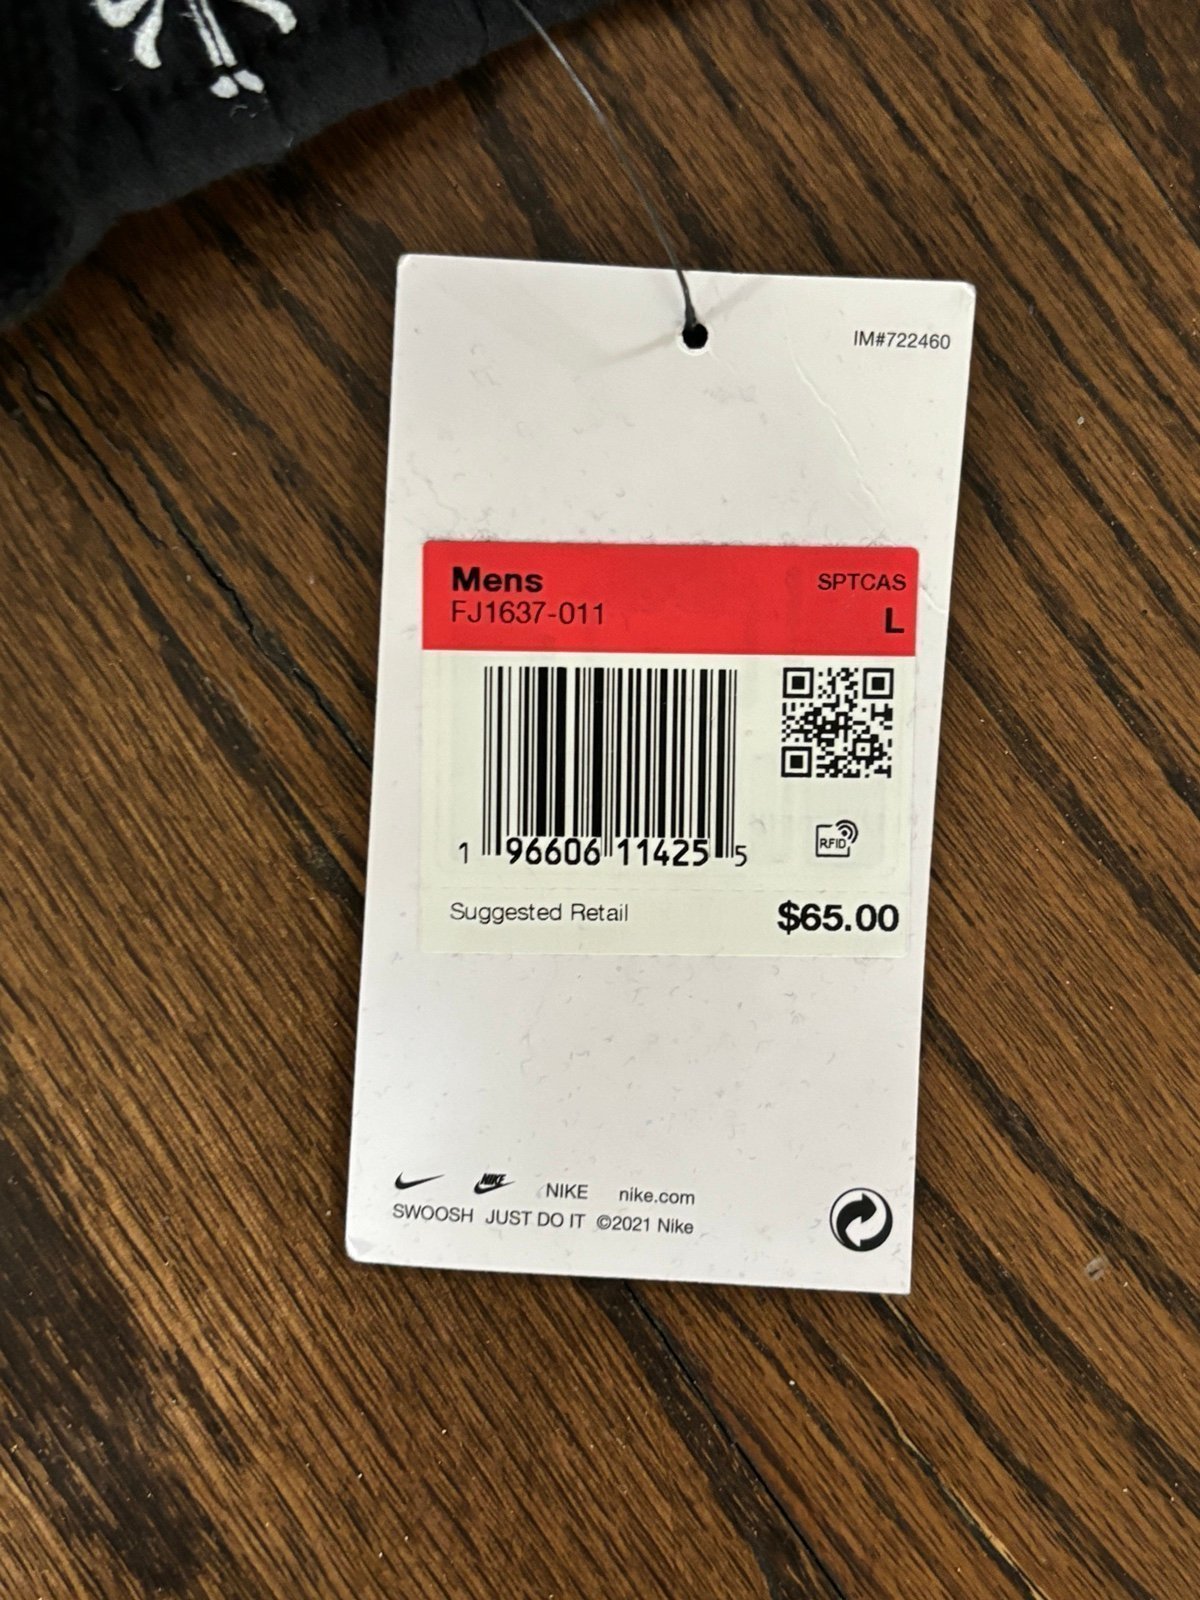 IM#722460
Mens
SPTCAS
FJ1637-011
L
1 96606 11425 5
RFID
Suggested Retail $65.00
NIKE NIKE nike.com
SWOOSH JUST DO IT ©2021 Nike